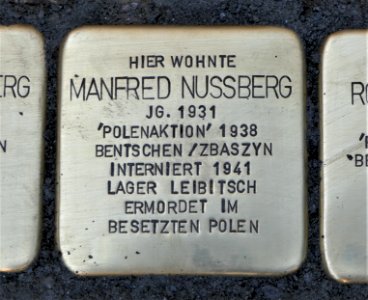 HIER WOHNTE
MANFRED NUSSBERG
JG. 1931
'POLENAKTION' 1938
BENTSCHEN / ZBASZYN
INTERNIERT 1941
LAGER LEIBITSCH
ERMORDET IM
BESETZTEN POLEN